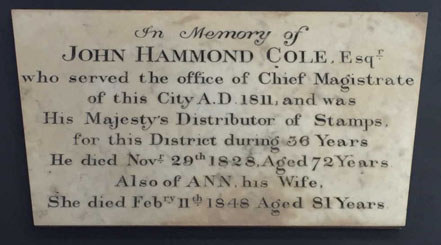 In Memory of
JOHN HAMMOND COLE, Esqr.
who served the office of Chief Magistrate
of this City A.D. 1811, and was
His Majesty's Distributor of Stamps,
for this District during 36 Years
He died Novr. 29th 1828, Aged 72 Years
Also of ANN, his Wife,
She died Febry 11th 1848 Aged 81 Years.